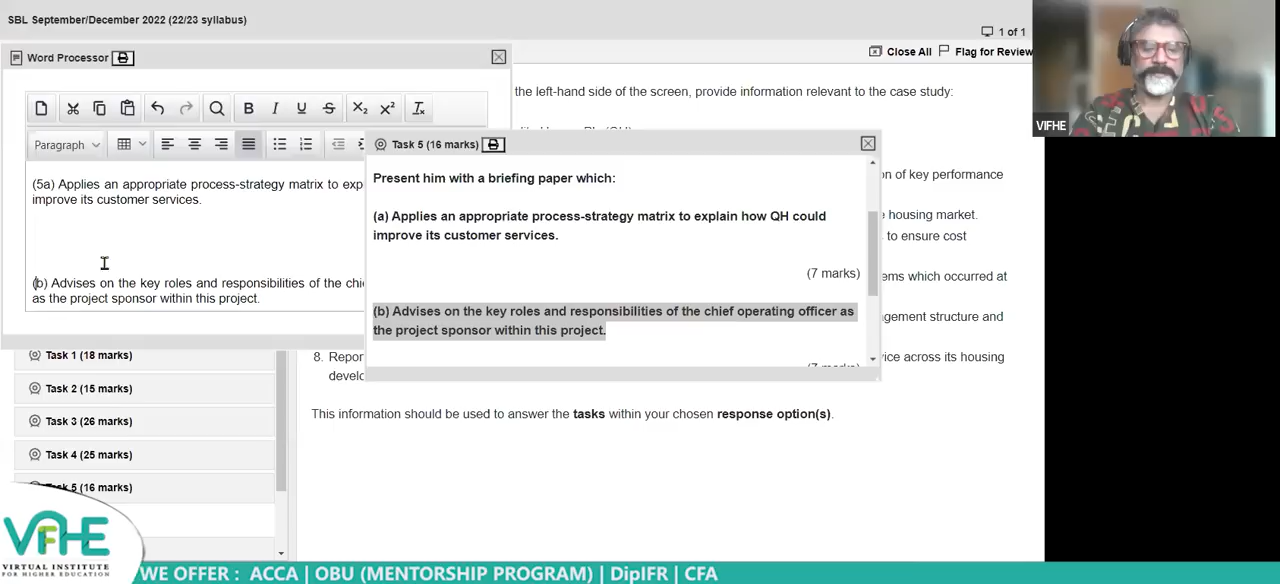 SBL September/December 2022 (22/23 syllabus)
1 of 1
Close All
Flag for Review
Word Processor
the left-hand side of the screen, provide information relevant to the case study:
Paragraph
Task 5 (16 marks)
Present him with a briefing paper which:
(a) Applies an appropriate process-strategy matrix to explain how QH could
improve its customer services.
(7 marks)
(b) Advises on the key roles and responsibilities of the chief operating officer as
the project sponsor within this project.
(5a) Applies an appropriate process-strategy matrix to exp
improve its customer services.
(b) Advises on the key roles and responsibilities of the chie
as the project sponsor within this project.
on of key performance
e housing market.
to ensure cost
ems which occurred at
agement structure and
8. Repor
vice across its housing
develo
This information should be used to answer the tasks within your chosen response option(s).
Task 1 (18 marks)
Task 2 (15 marks)
Task 3 (26 marks)
Task 4 (25 marks)
Task 5 (16 marks)
VIFHE
VFHE
VIRTUAL INSTITUTE
FOR HIGHER EDUCATION
WE OFFER : ACCA | OBU (MENTORSHIP PROGRAM) | DipIFR | CFA